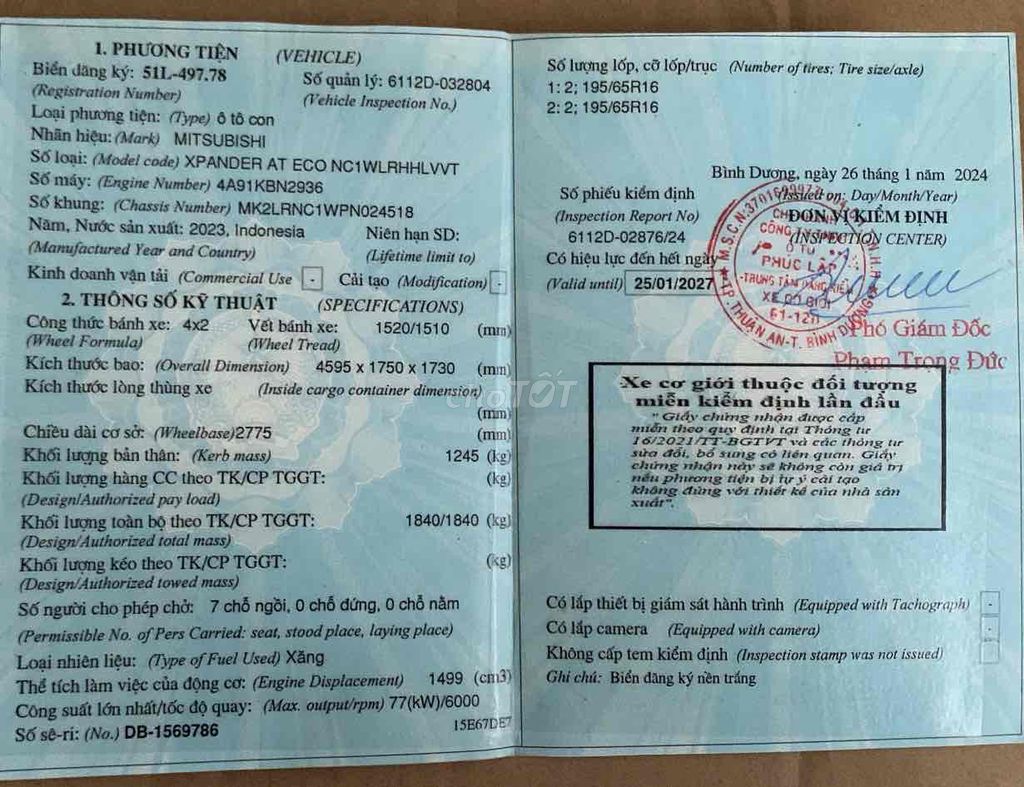 1. PHƯƠNG TIỆN (VEHICLE)
Biển đăng ký: 51L-497.78 Số quản lý: 6112D-032804
(Registration Number) (Vehicle Inspection No.)
Loại phương tiện: (Type) ô tô con
Nhãn hiệu: (Mark) MITSUBISHI
Số loại: (Model code) XPANDER AT ECO NC1WLRHHLVVT
Số máy: (Engine Number) 4A91KBN2936
Số khung: (Chassis Number) MK2LRNC1WPN024518
Năm, Nước sản xuất: 2023, Indonesia Niên hạn SD:
(Manufactured Year and Country) (Lifetime limit to)
Kinh doanh vận tải (Commercial Use - Cải tạo (Modification) -
2. THÔNG SỐ KỸ THUẬT (SPECIFICATIONS)
Công thức bánh xe: 4x2 Vết bánh xe: 1520/1510 (mm)
(Wheel Formula) (Wheel Tread)
Kích thước bao: (Overall Dimension) 4595 x 1750 x 1730 (mm)
Kích thước lòng thùng xe (Inside cargo container dimension)
(mm)
Chiều dài cơ sở: (Wheelbase)2775 (mm)
Khối lượng bản thân: (Kerb mass) 1245 (kg)
Khối lượng hàng CC theo TK/CP TGGT: (kg)
(Design/Authorized pay load)
Khối lượng toàn bộ theo TK/CP TGGT: 1840/1840 (kg)
(Design/Authorized total mass)
Khối lượng kéo theo TK/CP TGGT: (kg)
(Design/Authorized towed mass)
Số người cho phép chở: 7 chỗ ngồi, 0 chỗ đứng, 0 chỗ nằm
(Permissible No. of Pers Carried: seat, stood place, laying place)
Loại nhiên liệu: (Type of Fuel Used) Xăng
Thể tích làm việc của động cơ: (Engine Displacement) 1499 (cm3)
Công suất lớn nhất/tốc độ quay: (Max. output/rpm) 77(kW)/6000
Số sê-ri: (No.) DB-1569786 15E67DE7
Số lượng lốp, cỡ lốp/trục (Number of tires; Tire size/axle)
1: 2; 195/65R16
2: 2; 195/65R16
Bình Dương, ngày 26 tháng 1 năm 2024
Số phiếu kiểm định (Issued on: Day/Month/Year)
(Inspection Report No) ĐƠN VỊ KIỂM ĐỊNH
6112D-02876/24 (INSPECTION CENTER)
Có hiệu lực đến hết ngày
(Valid until) 25/01/2027
CÔNG TY
Ô TÔ
PHÚC LẬP
TRUNG TÂM ĐĂNG KIỂM
XE CƠ GIỚI
61-12D
TP. THUẬN AN-T. BÌNH DƯƠNG
Phó Giám Đốc
Phạm Trọng Đức
Xe cơ giới thuộc đối tượng
miễn kiểm định lần đầu
" Giấy chứng nhận được cấp
miễn theo quy định tại Thông tư
16/2021/TT-BGTVT và các thông tư
sửa đổi, bổ sung có liên quan. Giấy
chứng nhận này sẽ không còn giá trị
nếu phương tiện bị tự ý cải tạo
không đúng với thiết kế của nhà sản
xuất".
Có lắp thiết bị giám sát hành trình (Equipped with Tachograph) -
Có lắp camera (Equipped with camera) -
Không cấp tem kiểm định (Inspection stamp was not issued)
Ghi chú: Biển đăng ký nền trắng
chợTỐT